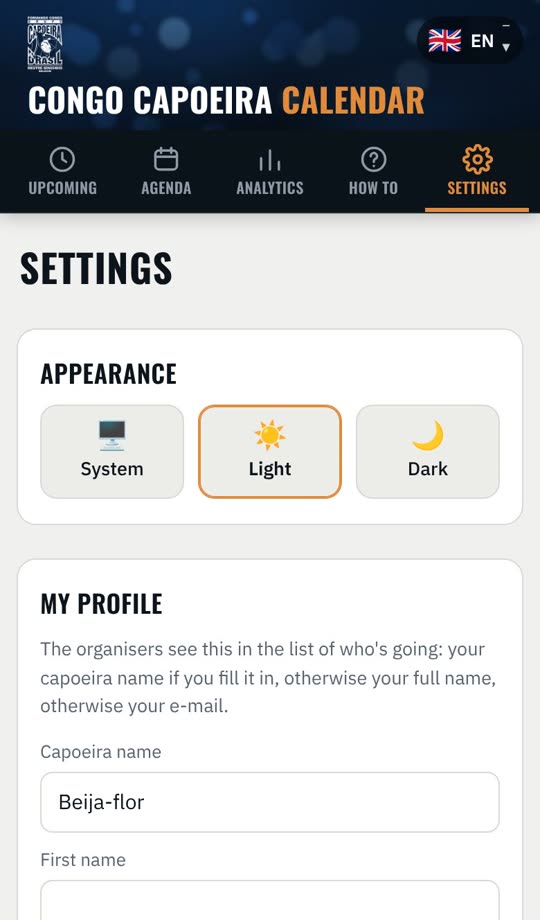 CAPOEIRA
BRASIL
EN
CONGO CAPOEIRA CALENDAR
UPCOMING
AGENDA
ANALYTICS
HOW TO
SETTINGS
SETTINGS
APPEARANCE
System
Light
Dark
MY PROFILE
The organisers see this in the list of who's going: your
capoeira name if you fill it in, otherwise your full name,
otherwise your e-mail.
Capoeira name
Beija-flor
First name